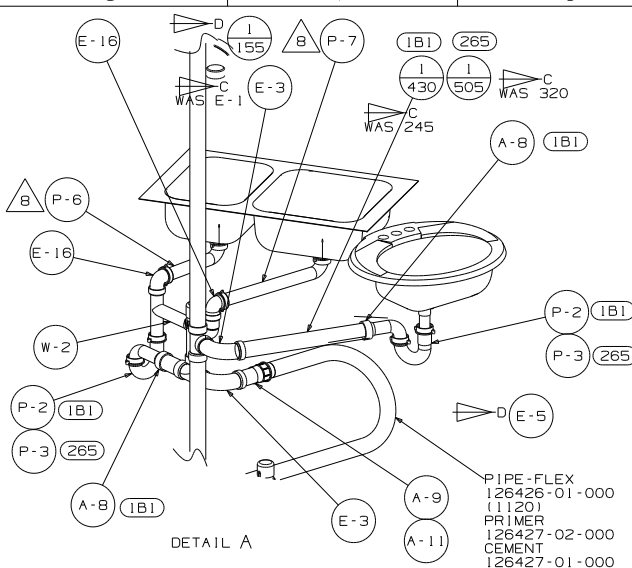 D
1
155
E-16
8
P-7
1B1
265
1
430
1
505
C
WAS 320
C
WAS E-1
E-3
C
WAS 245
A-8
1B1
8
P-6
E-16
W-2
P-2
1B1
P-3
265
P-2
1B1
P-3
265
D
E-5
A-8
1B1
E-3
A-9
A-11
PIPE-FLEX
126426-01-000
(1120)
PRIMER
126427-02-000
CEMENT
126427-01-000
DETAIL A